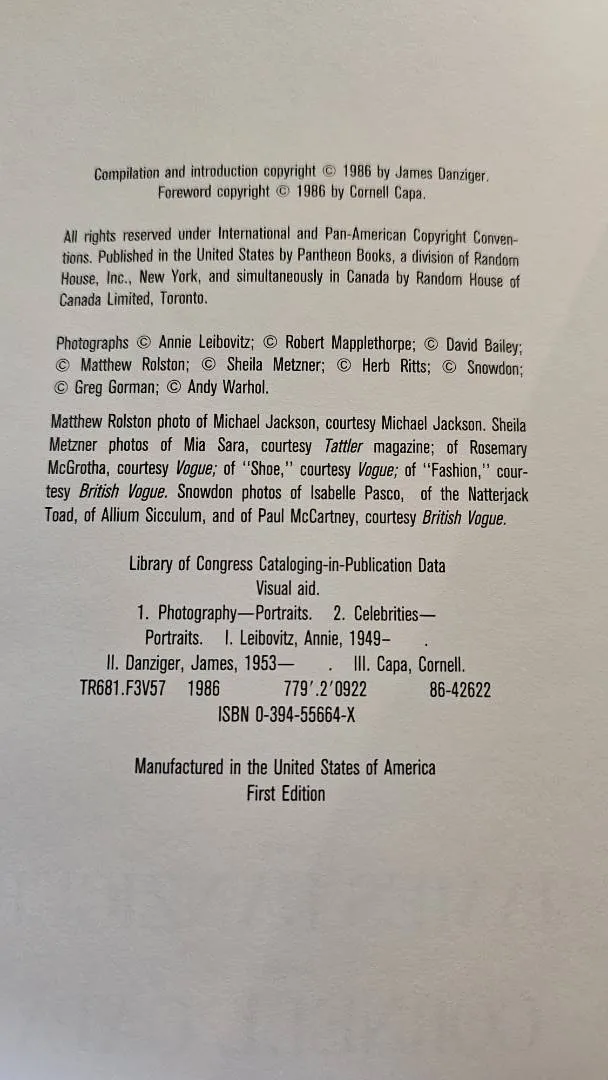 Compilation and introduction copyright © 1986 by James Danziger.
Foreword copyright © 1986 by Cornell Capa.
All rights reserved under International and Pan-American Copyright Conven-
tions. Published in the United States by Pantheon Books, a division of Random
House, Inc., New York, and simultaneously in Canada by Random House of
Canada Limited, Toronto.
Photographs © Annie Leibovitz; © Robert Mapplethorpe; © David Bailey;
© Matthew Rolston; © Sheila Metzner; © Herb Ritts; © Snowdon;
© Greg Gorman; © Andy Warhol.
Matthew Rolston photo of Michael Jackson, courtesy Michael Jackson. Sheila
Metzner photos of Mia Sara, courtesy Tattler magazine; of Rosemary
McGrotha, courtesy Vogue; of "Shoe," courtesy Vogue; of "Fashion," cour-
tesy British Vogue. Snowdon photos of Isabelle Pasco, of the Natterjack
Toad, of Allium Sicculum, and of Paul McCartney, courtesy British Vogue.
Library of Congress Cataloging-in-Publication Data
Visual aid.
1. Photography—Portraits. 2. Celebrities—
Portraits. I. Leibovitz, Annie, 1949– .
II. Danziger, James, 1953— . III. Capa, Cornell.
TR681.F3V57 1986 779'.2'0922 86-42622
ISBN 0-394-55664-X
Manufactured in the United States of America
First Edition